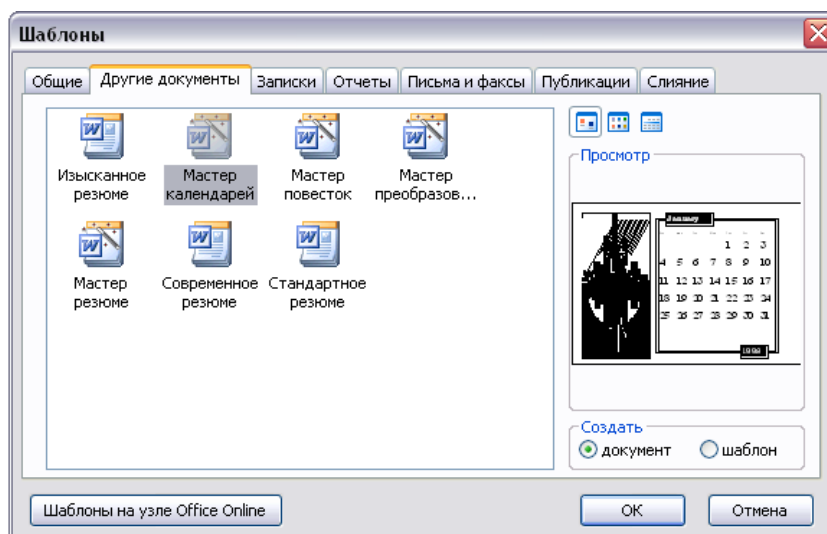 Шаблоны
Общие Другие документы Записки Отчеты Письма и факсы Публикации Слияние
Изысканное резюме
Мастер календарей
Мастер повесток
Мастер преобразов...
Мастер резюме
Современное резюме
Стандартное резюме
Просмотр
January
1 2 3
4 5 6 7 8 9 10
11 12 13 14 15 16 17
18 19 20 21 22 23 24
25 26 27 28 29 30 31
1998
Создать
документ шаблон
Шаблоны на узле Office Online ОК Отмена